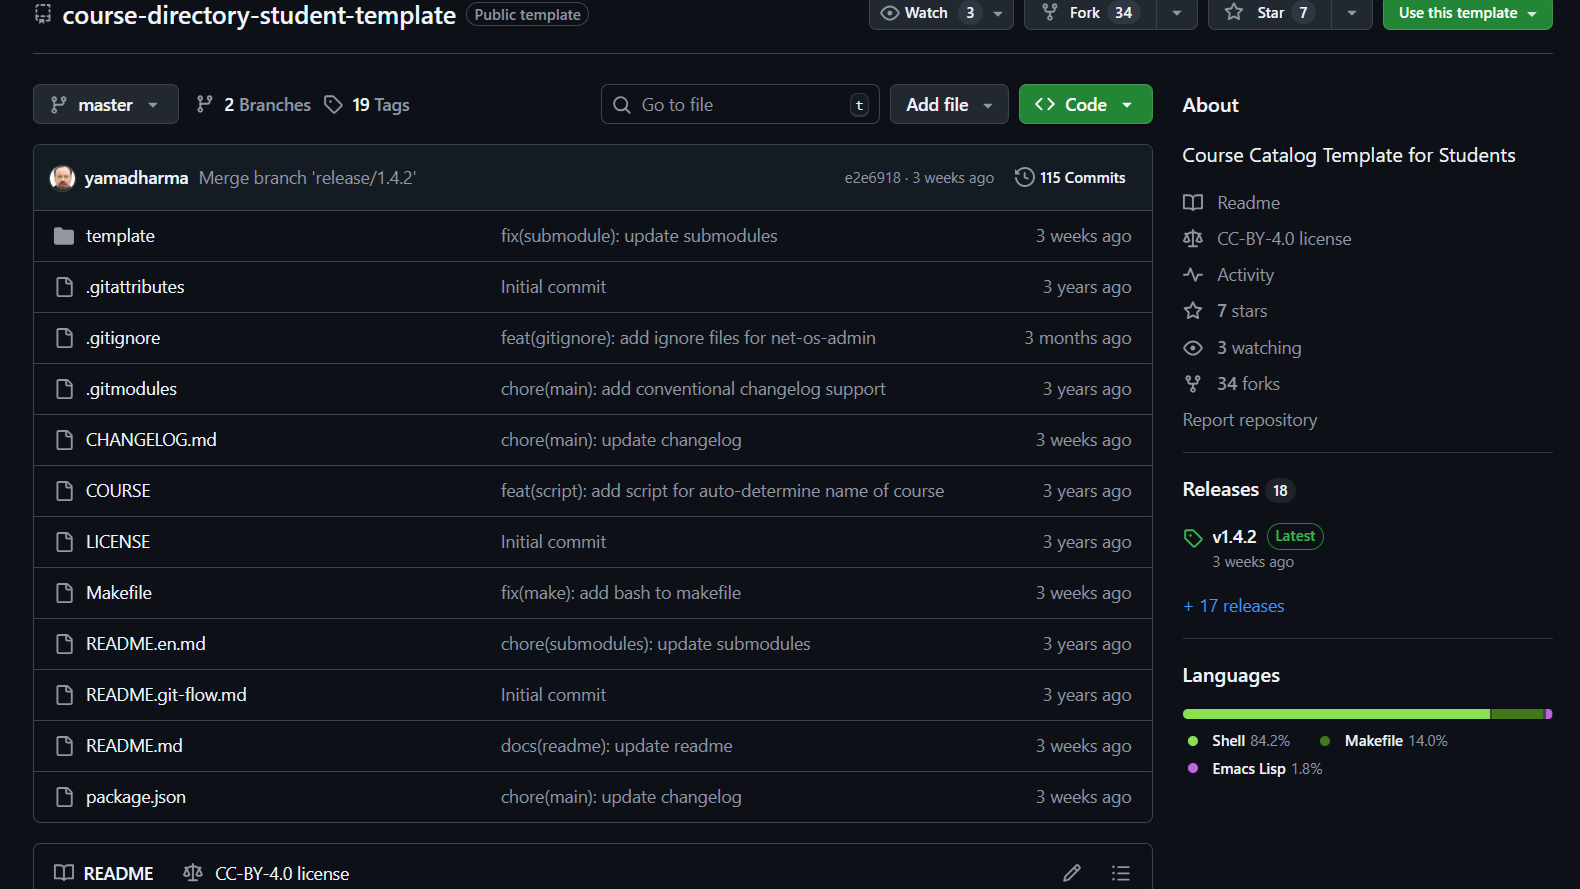 course-directory-student-template Public template Watch 3 Fork 34 Star 7 Use this template
master 2 Branches 19 Tags Go to file t Add file Code
yamadharma Merge branch 'release/1.4.2' e2e6918 · 3 weeks ago 115 Commits
template fix(submodule): update submodules 3 weeks ago
.gitattributes Initial commit 3 years ago
.gitignore feat(gitignore): add ignore files for net-os-admin 3 months ago
.gitmodules chore(main): add conventional changelog support 3 years ago
CHANGELOG.md chore(main): update changelog 3 weeks ago
COURSE feat(script): add script for auto-determine name of course 3 years ago
LICENSE Initial commit 3 years ago
Makefile fix(make): add bash to makefile 3 weeks ago
README.en.md chore(submodules): update submodules 3 years ago
README.git-flow.md Initial commit 3 years ago
README.md docs(readme): update readme 3 weeks ago
package.json chore(main): update changelog 3 weeks ago
README CC-BY-4.0 license
About
Course Catalog Template for Students
Readme
CC-BY-4.0 license
Activity
7 stars
3 watching
34 forks
Report repository
Releases 18
v1.4.2 Latest
3 weeks ago
+ 17 releases
Languages
Shell 84.2% Makefile 14.0%
Emacs Lisp 1.8%